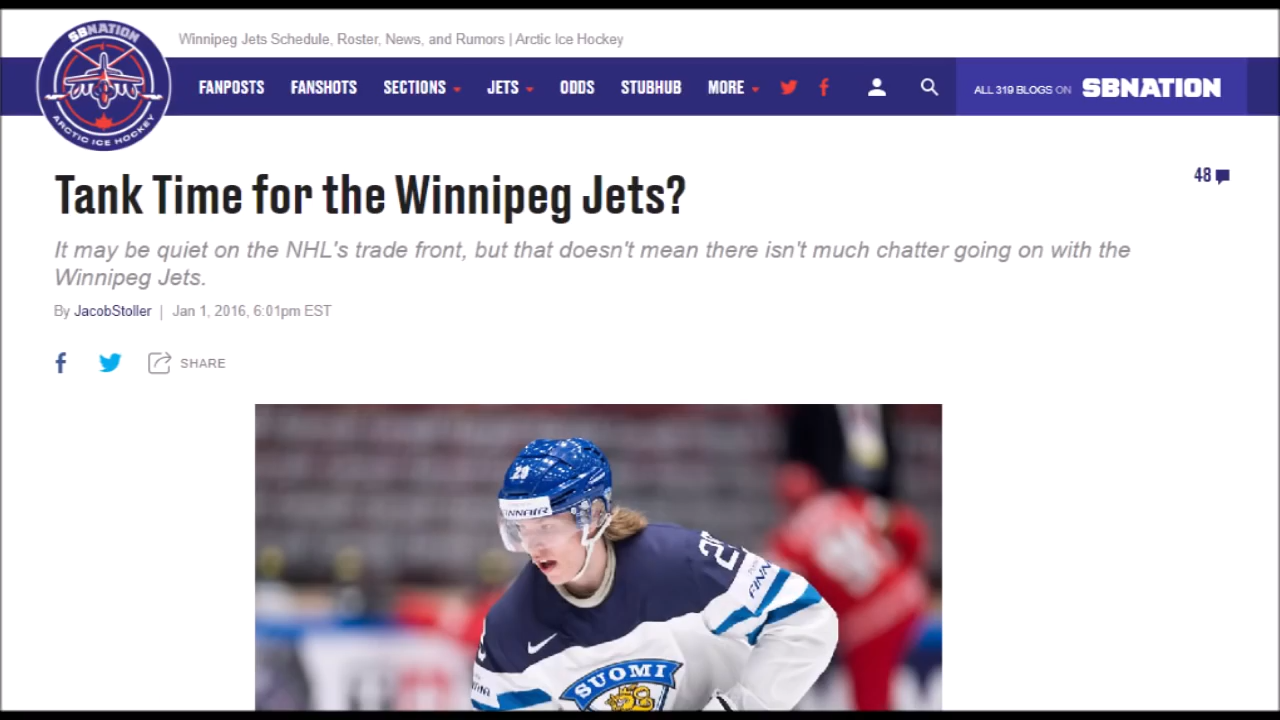 SBNATION
ARCTIC ICE HOCKEY
Winnipeg Jets Schedule, Roster, News, and Rumors | Arctic Ice Hockey
FANPOSTS FANSHOTS SECTIONS JETS ODDS STUBHUB MORE ALL 319 BLOGS ON SBNATION
Tank Time for the Winnipeg Jets?
48
It may be quiet on the NHL's trade front, but that doesn't mean there isn't much chatter going on with the
Winnipeg Jets.
By JacobStoller | Jan 1, 2016, 6:01pm EST
SHARE
SUOMI